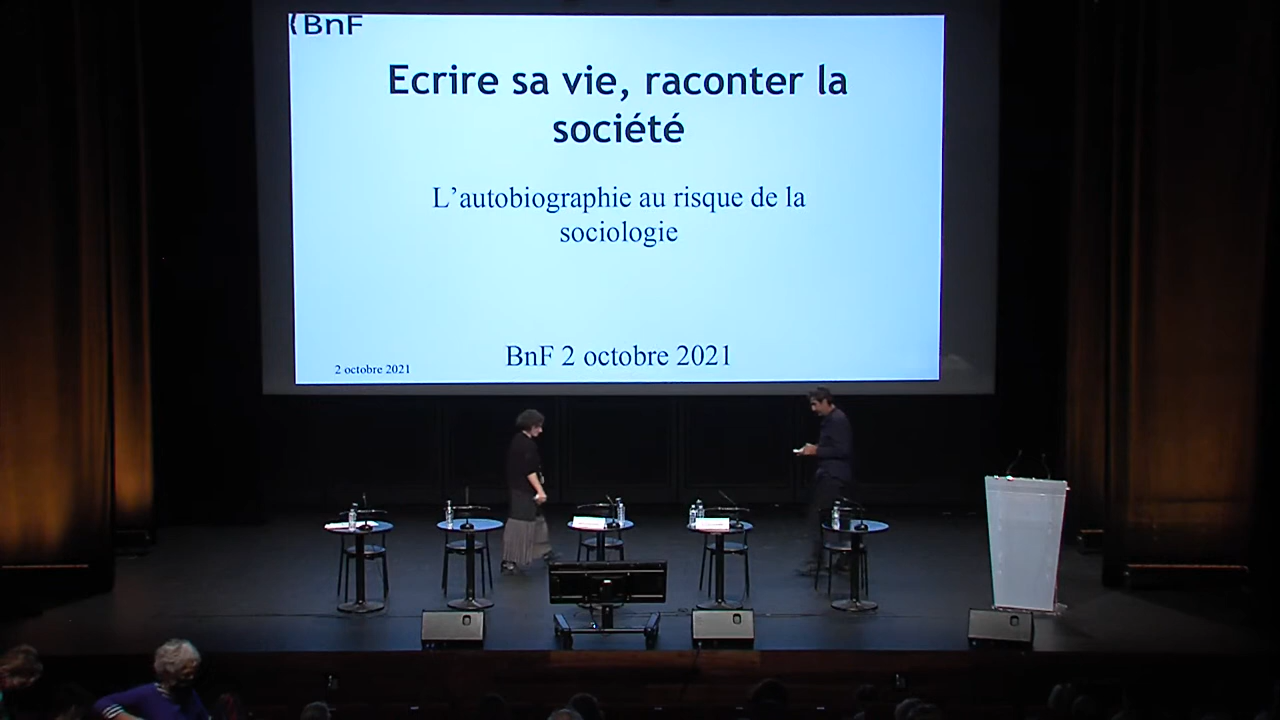 BnF
Ecrire sa vie, raconter la
société
L'autobiographie au risque de la
sociologie
BnF 2 octobre 2021
2 octobre 2021